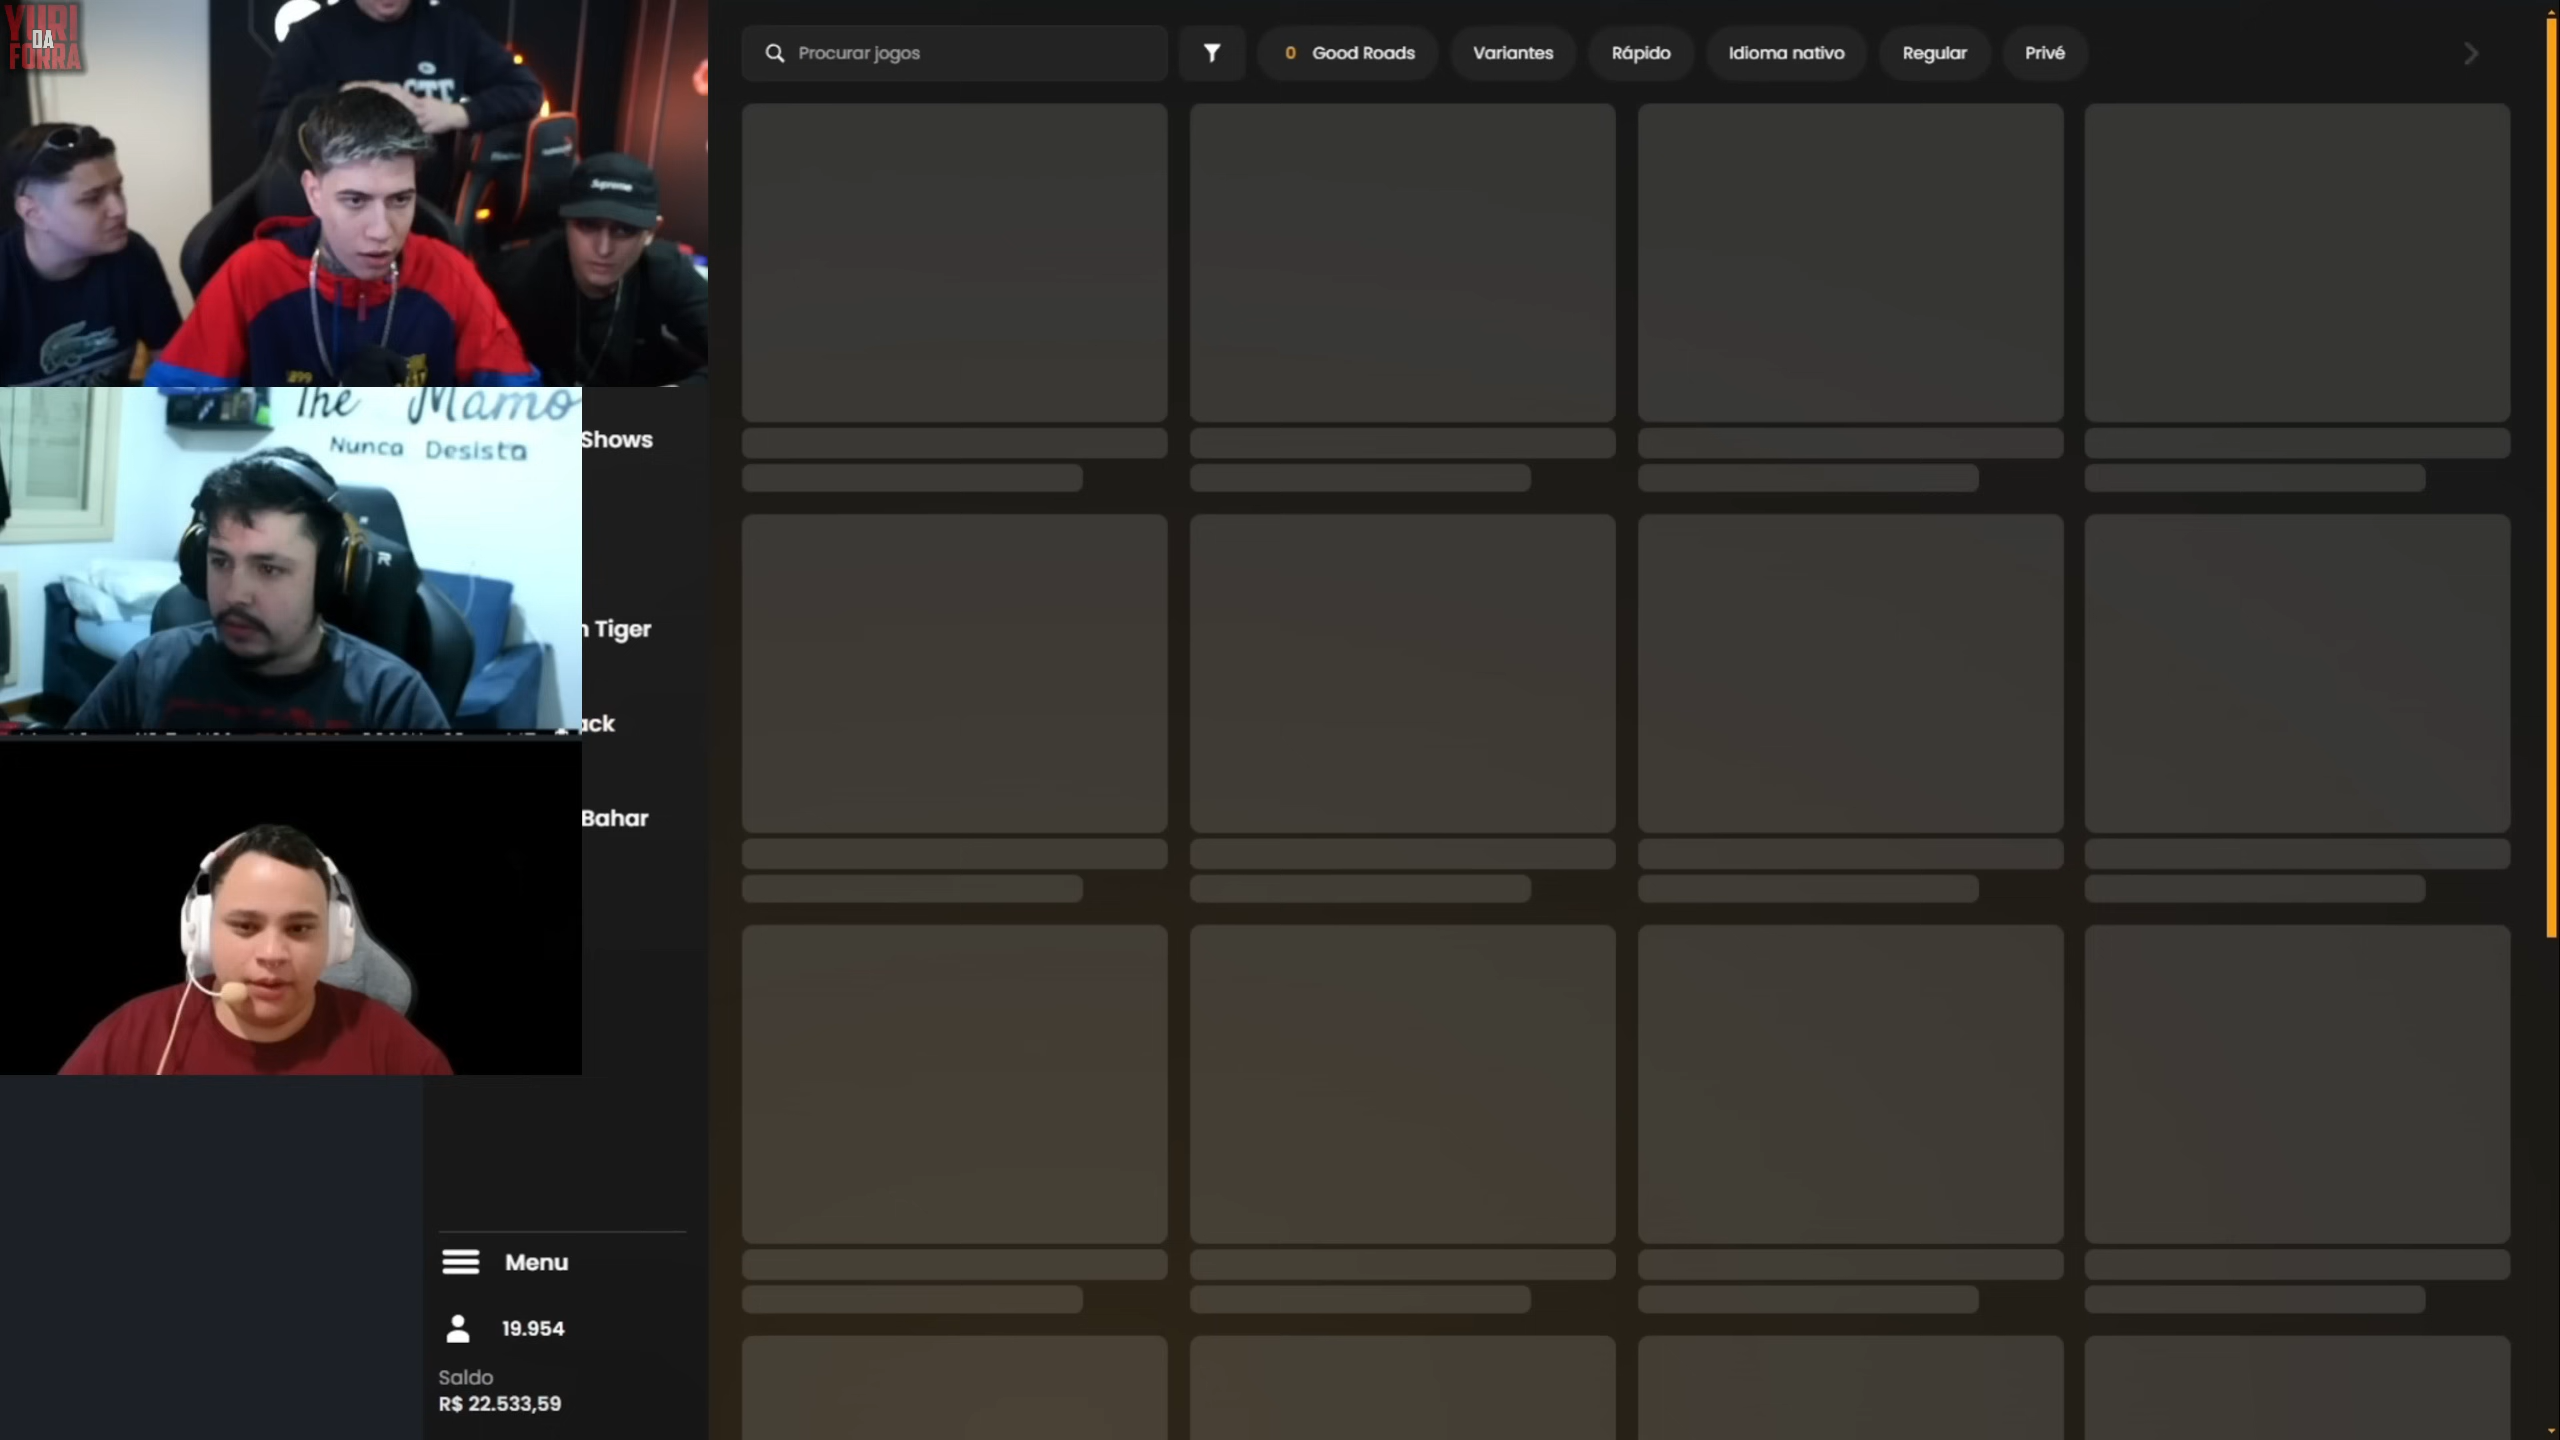 YURI
DA
FORRA
Supreme
The Mamo
Nunca Desista
Procurar jogos
0 Good Roads
Variantes
Rápido
Idioma nativo
Regular
Privé
Shows
n Tiger
ack
Bahar
Menu
19.954
Saldo
R$ 22.533,59